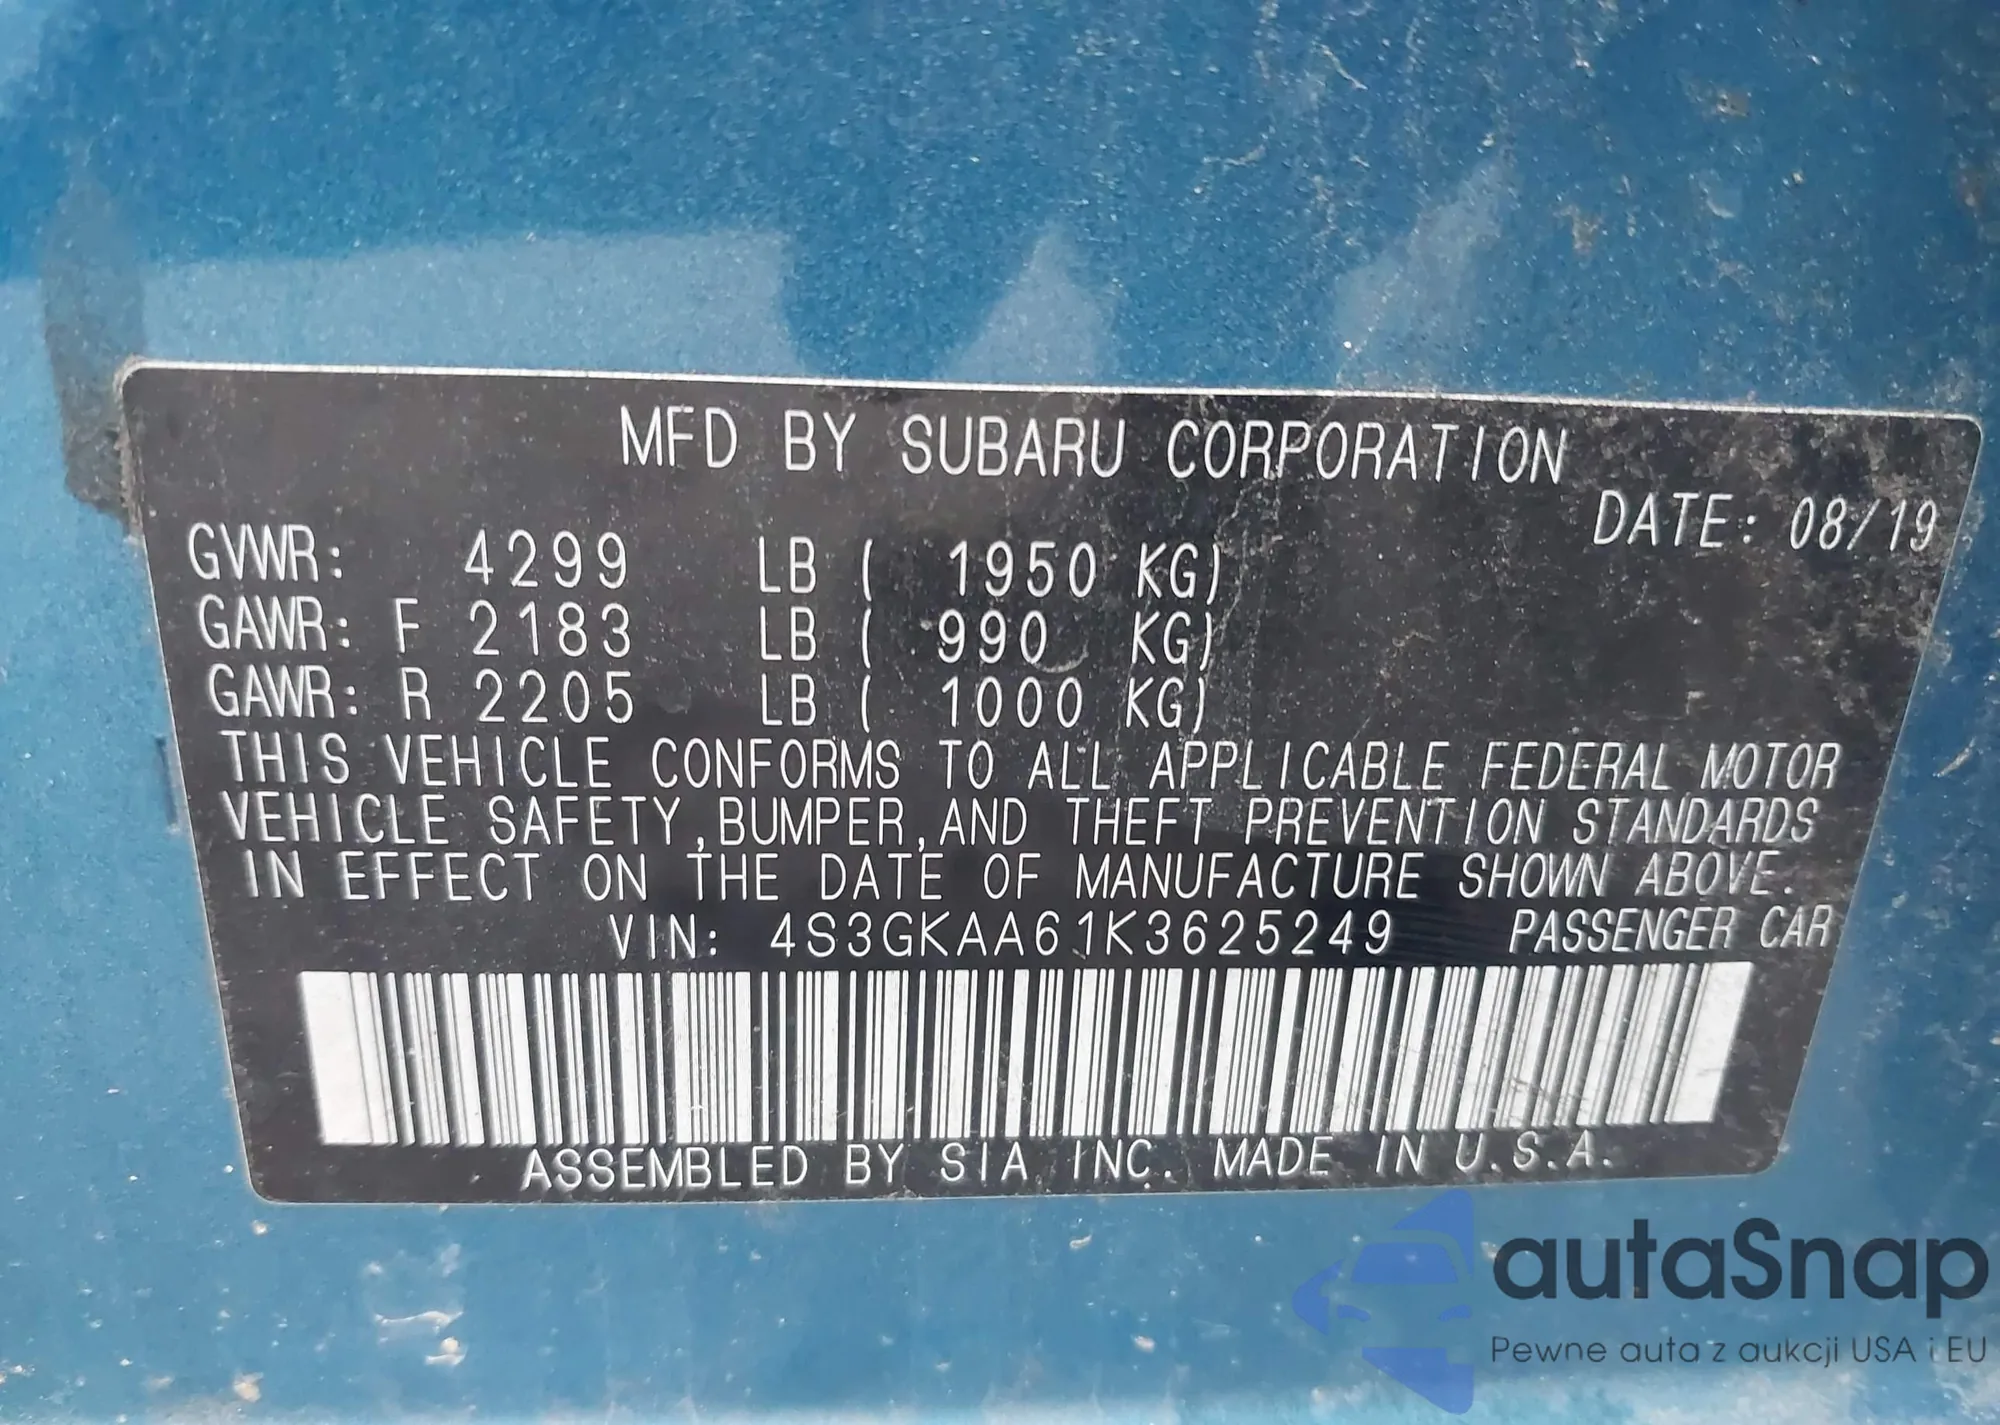 MFD BY SUBARU CORPORATION
DATE: 08/19
GVWR: 4299 LB ( 1950 KG)
GAWR: F 2183 LB ( 990 KG)
GAWR: R 2205 LB ( 1000 KG)
THIS VEHICLE CONFORMS TO ALL APPLICABLE FEDERAL MOTOR
VEHICLE SAFETY,BUMPER,AND THEFT PREVENTION STANDARDS
IN EFFECT ON THE DATE OF MANUFACTURE SHOWN ABOVE.
VIN: 4S3GKAA61K3625249 PASSENGER CAR
ASSEMBLED BY SIA INC. MADE IN U.S.A.
autaSnap
Pewne auta z aukcji USA i EU